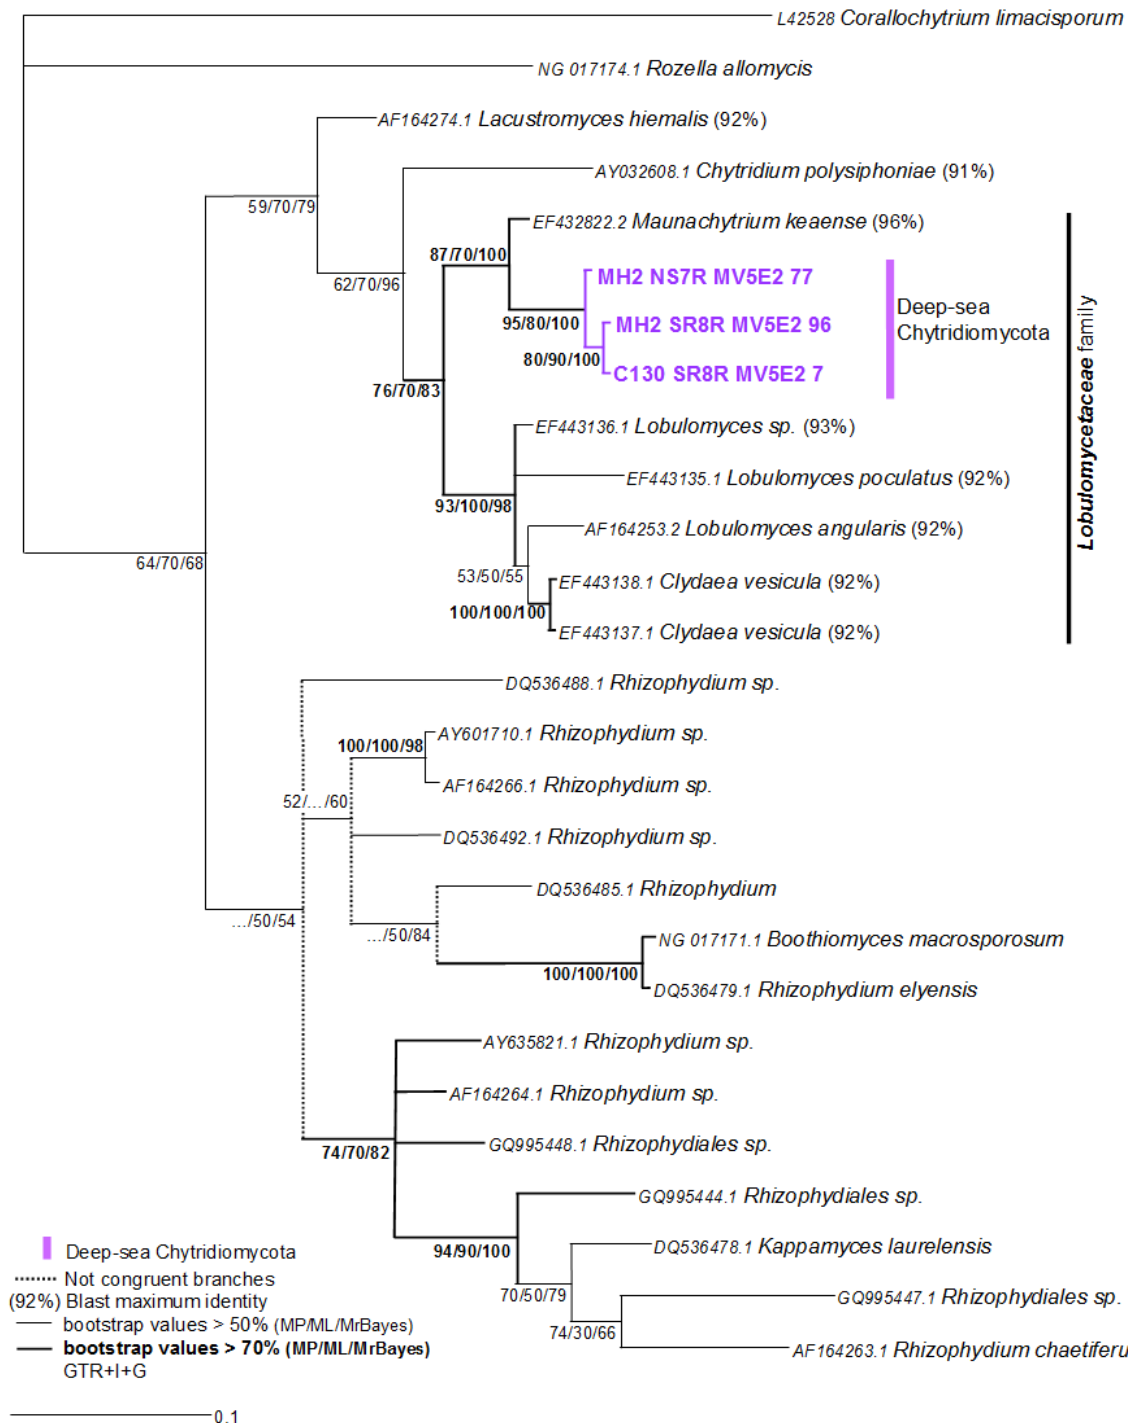 L42528 Corallochytrium limacisporum
NG 017174.1 Rozella allomycis
AF164274.1 Lacustromyces hiemalis (92%)
AY032608.1 Chytridium polysiphoniae (91%)
59/70/79
EF432822.2 Maunachytrium keaense (96%)
87/70/100
62/70/96
MH2 NS7R MV5E2 77
Deep-sea
Chytridiomycota
95/80/100
MH2 SR8R MV5E2 96
80/90/100
C130 SR8R MV5E2 7
76/70/83
Lobulomycetaceae family
EF443136.1 Lobulomyces sp. (93%)
EF443135.1 Lobulomyces poculatus (92%)
93/100/98
AF164253.2 Lobulomyces angularis (92%)
64/70/68
53/50/55
EF443138.1 Clydaea vesicula (92%)
100/100/100
EF443137.1 Clydaea vesicula (92%)
DQ536488.1 Rhizophydium sp.
AY601710.1 Rhizophydium sp.
100/100/98
AF164266.1 Rhizophydium sp.
52/.../60
DQ536492.1 Rhizophydium sp.
DQ536485.1 Rhizophydium
.../50/54
.../50/84
NG 017171.1 Boothiomyces macrosporosum
100/100/100
DQ536479.1 Rhizophydium elyensis
AY635821.1 Rhizophydium sp.
AF164264.1 Rhizophydium sp.
GQ995448.1 Rhizophydiales sp.
74/70/82
GQ995444.1 Rhizophydiales sp.
94/90/100
DQ536478.1 Kappamyces laurelensis
70/50/79
GQ995447.1 Rhizophydiales sp.
74/30/66
AF164263.1 Rhizophydium chaetiferu
Deep-sea Chytridiomycota
Not congruent branches
(92%) Blast maximum identity
bootstrap values > 50% (MP/ML/MrBayes)
bootstrap values > 70% (MP/ML/MrBayes)
GTR+I+G
0.1